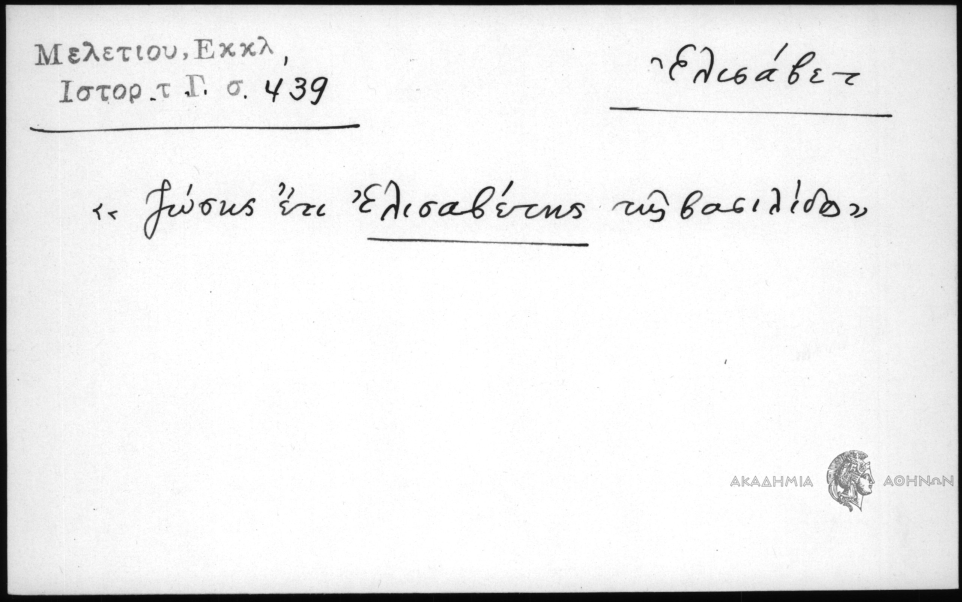 Μελετιου, Εκκλ,
Ιστορ. τ Γ. σ. 439
Ἐλισάβετ
« ζώσης ἔτι Ἐλισαβέτης τῆς βασιλίδος»
ΑΚΑΔΗΜΙΑ ΑΘΗΝΩΝ